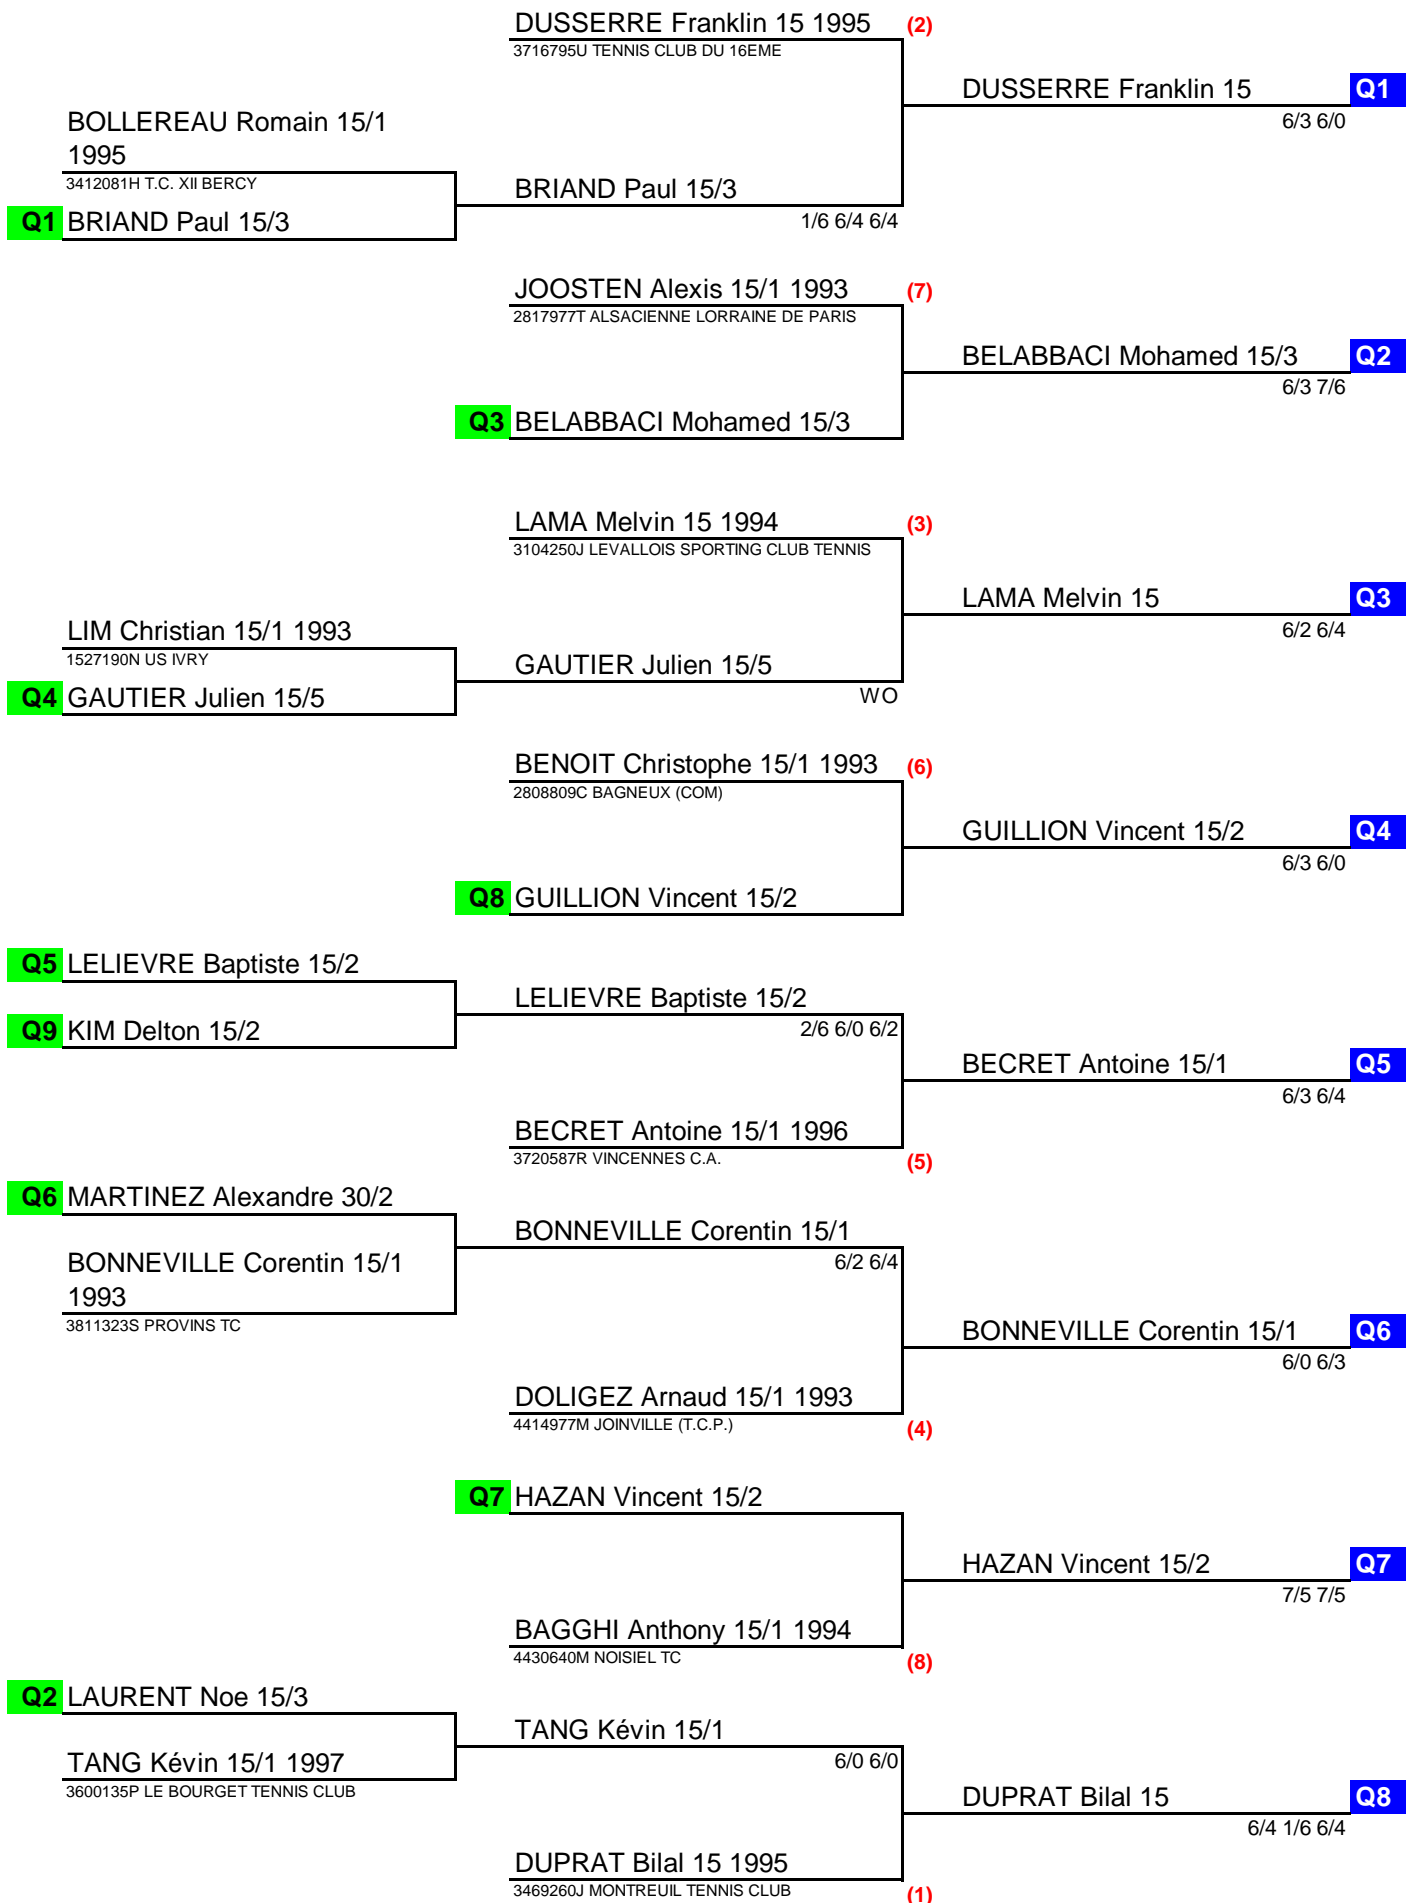 DUSSERRE Franklin 15 1995 (2)
3716795U TENNIS CLUB DU 16EME
DUSSERRE Franklin 15 Q1
6/3 6/0
BOLLEREAU Romain 15/1
1995
3412081H T.C. XII BERCY
BRIAND Paul 15/3
1/6 6/4 6/4
Q1 BRIAND Paul 15/3
JOOSTEN Alexis 15/1 1993 (7)
2817977T ALSACIENNE LORRAINE DE PARIS
BELABBACI Mohamed 15/3 Q2
6/3 7/6
Q3 BELABBACI Mohamed 15/3
LAMA Melvin 15 1994 (3)
3104250J LEVALLOIS SPORTING CLUB TENNIS
LAMA Melvin 15 Q3
6/2 6/4
LIM Christian 15/1 1993
1527190N US IVRY
GAUTIER Julien 15/5
WO
Q4 GAUTIER Julien 15/5
BENOIT Christophe 15/1 1993 (6)
2808809C BAGNEUX (COM)
GUILLION Vincent 15/2 Q4
6/3 6/0
Q8 GUILLION Vincent 15/2
Q5 LELIEVRE Baptiste 15/2
LELIEVRE Baptiste 15/2
2/6 6/0 6/2
Q9 KIM Delton 15/2
BECRET Antoine 15/1 Q5
6/3 6/4
BECRET Antoine 15/1 1996
3720587R VINCENNES C.A. (5)
Q6 MARTINEZ Alexandre 30/2
BONNEVILLE Corentin 15/1
6/2 6/4
BONNEVILLE Corentin 15/1
1993
3811323S PROVINS TC
BONNEVILLE Corentin 15/1 Q6
6/0 6/3
DOLIGEZ Arnaud 15/1 1993
4414977M JOINVILLE (T.C.P.) (4)
Q7 HAZAN Vincent 15/2
HAZAN Vincent 15/2 Q7
7/5 7/5
BAGGHI Anthony 15/1 1994
4430640M NOISIEL TC (8)
Q2 LAURENT Noe 15/3
TANG Kévin 15/1
6/0 6/0
TANG Kévin 15/1 1997
3600135P LE BOURGET TENNIS CLUB
DUPRAT Bilal 15 Q8
6/4 1/6 6/4
DUPRAT Bilal 15 1995
3469260J MONTREUIL TENNIS CLUB (1)